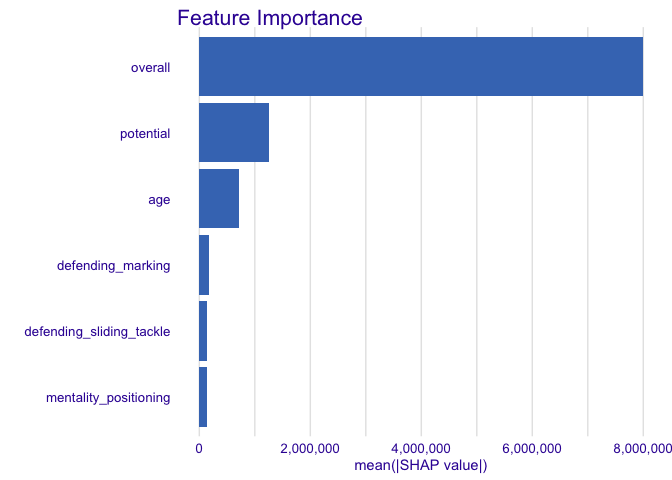 Feature Importance
overall
potential
age
defending_marking
defending_sliding_tackle
mentality_positioning
0 2,000,000 4,000,000 6,000,000 8,000,000
mean(|SHAP value|)